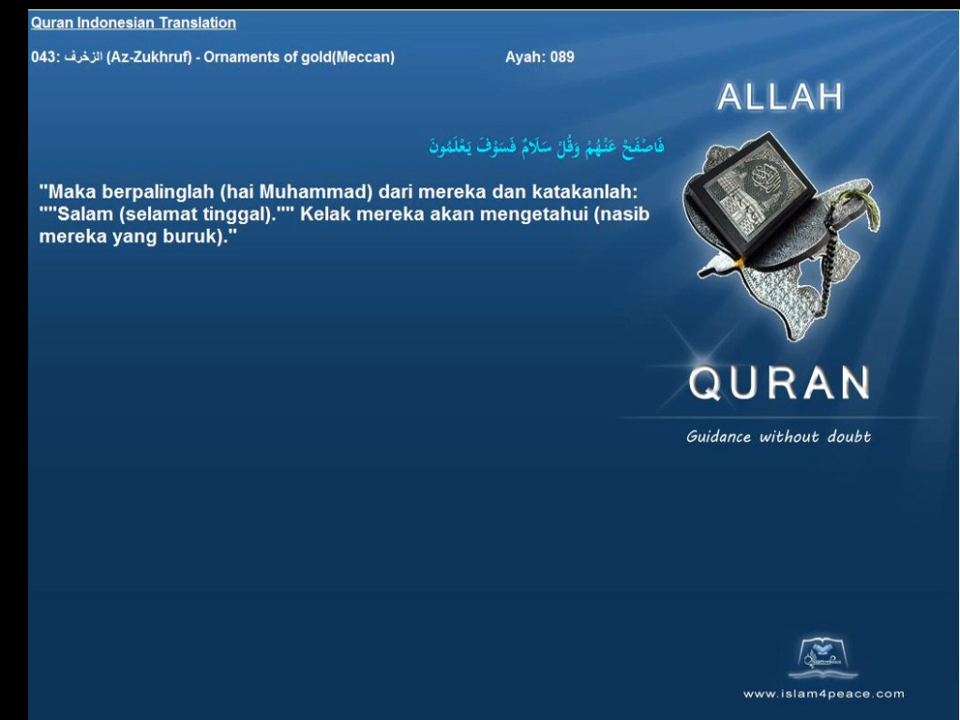 Quran Indonesian Translation
043: الزخرف (Az-Zukhruf) - Ornaments of gold(Meccan) Ayah: 089
ALLAH
فَاصْفَحْ عَنْهُمْ وَقُلْ سَلَامٌ فَسَوْفَ يَعْلَمُونَ
"Maka berpalinglah (hai Muhammad) dari mereka dan katakanlah:
""Salam (selamat tinggal)."" Kelak mereka akan mengetahui (nasib
mereka yang buruk)."
QURAN
Guidance without doubt
www.islam4peace.com